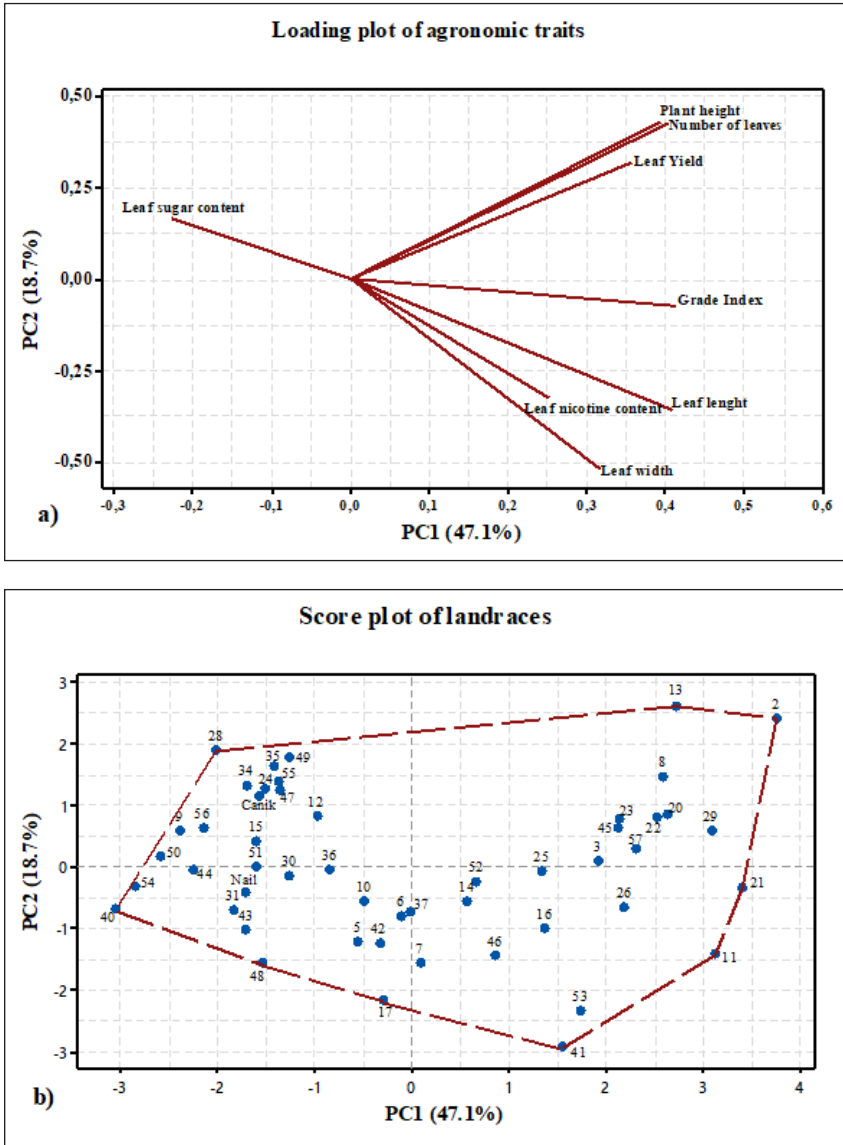 Loading plot of agronomic traits
0,50
0,25
0,00
-0,25
-0,50
PC2 (18.7%)
Plant height
Number of leaves
Leaf Yield
Leaf sugar content
Grade Index
Leaf lenght
Leaf nicotine content
Leaf width
-0,3 -0,2 -0,1 0,0 0,1 0,2 0,3 0,4 0,5 0,6
PC1 (47.1%)
a)
Score plot of landraces
3
2
1
0
-1
-2
-3
PC2 (18.7%)
13
2
28
35 49
8
34 24 55
Canik 47
12
9 56
23 20
45 22
29
15
57
50
51
52
25
3
54 44
30 36
21
Nail
40
31
43
10
6 37
14
26
5 42
16
48
7
46
11
17
53
41
-3 -2 -1 0 1 2 3 4
PC1 (47.1%)
b)